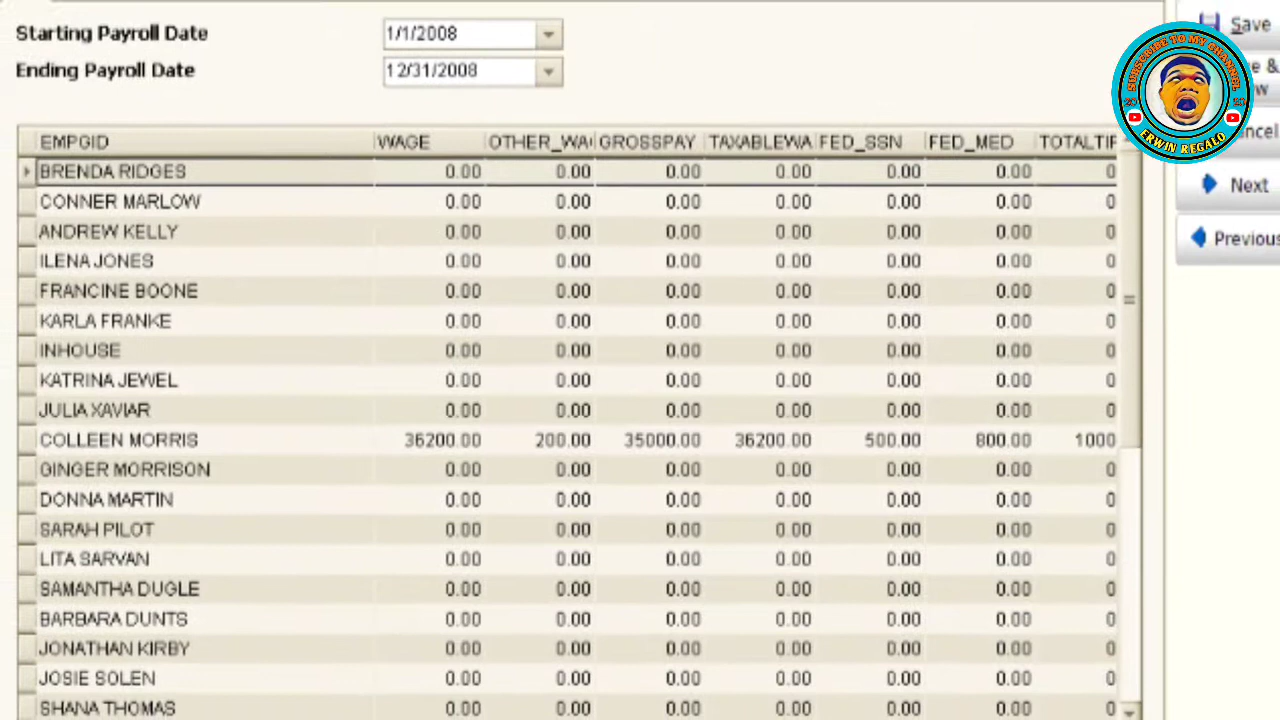 Starting Payroll Date 1/1/2008
Ending Payroll Date 12/31/2008
Save
SUBSCRIBE TO MY CHANNEL
ERWIN REGALO
Next
Previous
EMPGID WAGE OTHER_WA GROSSPAY TAXABLEWA FED_SSN FED_MED TOTALTIP
BRENDA RIDGES 0.00 0.00 0.00 0.00 0.00 0.00 0
CONNER MARLOW 0.00 0.00 0.00 0.00 0.00 0.00 0
ANDREW KELLY 0.00 0.00 0.00 0.00 0.00 0.00 0
ILENA JONES 0.00 0.00 0.00 0.00 0.00 0.00 0
FRANCINE BOONE 0.00 0.00 0.00 0.00 0.00 0.00 0
KARLA FRANKE 0.00 0.00 0.00 0.00 0.00 0.00 0
INHOUSE 0.00 0.00 0.00 0.00 0.00 0.00 0
KATRINA JEWEL 0.00 0.00 0.00 0.00 0.00 0.00 0
JULIA XAVIAR 0.00 0.00 0.00 0.00 0.00 0.00 0
COLLEEN MORRIS 36200.00 200.00 35000.00 36200.00 500.00 800.00 1000
GINGER MORRISON 0.00 0.00 0.00 0.00 0.00 0.00 0
DONNA MARTIN 0.00 0.00 0.00 0.00 0.00 0.00 0
SARAH PILOT 0.00 0.00 0.00 0.00 0.00 0.00 0
LITA SARVAN 0.00 0.00 0.00 0.00 0.00 0.00 0
SAMANTHA DUGLE 0.00 0.00 0.00 0.00 0.00 0.00 0
BARBARA DUNTS 0.00 0.00 0.00 0.00 0.00 0.00 0
JONATHAN KIRBY 0.00 0.00 0.00 0.00 0.00 0.00 0
JOSIE SOLEN 0.00 0.00 0.00 0.00 0.00 0.00 0
SHANA THOMAS 0.00 0.00 0.00 0.00 0.00 0.00 0